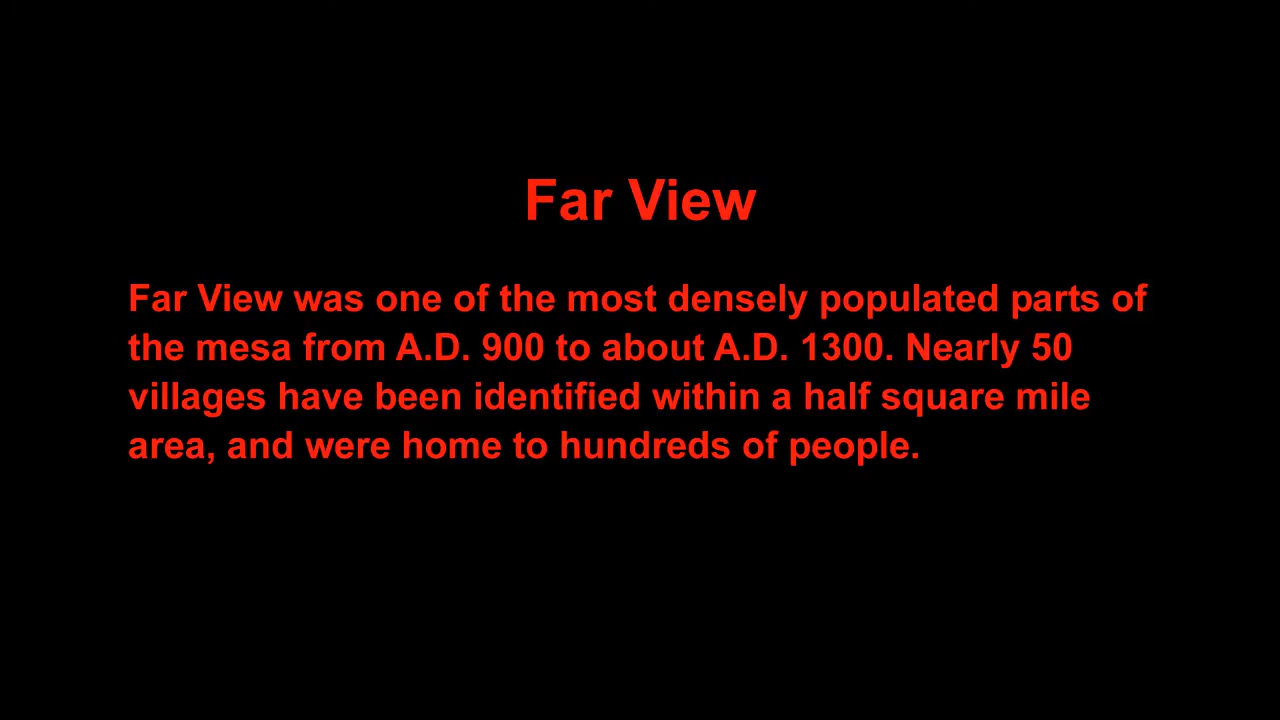 Far View
Far View was one of the most densely populated parts of
the mesa from A.D. 900 to about A.D. 1300. Nearly 50
villages have been identified within a half square mile
area, and were home to hundreds of people.